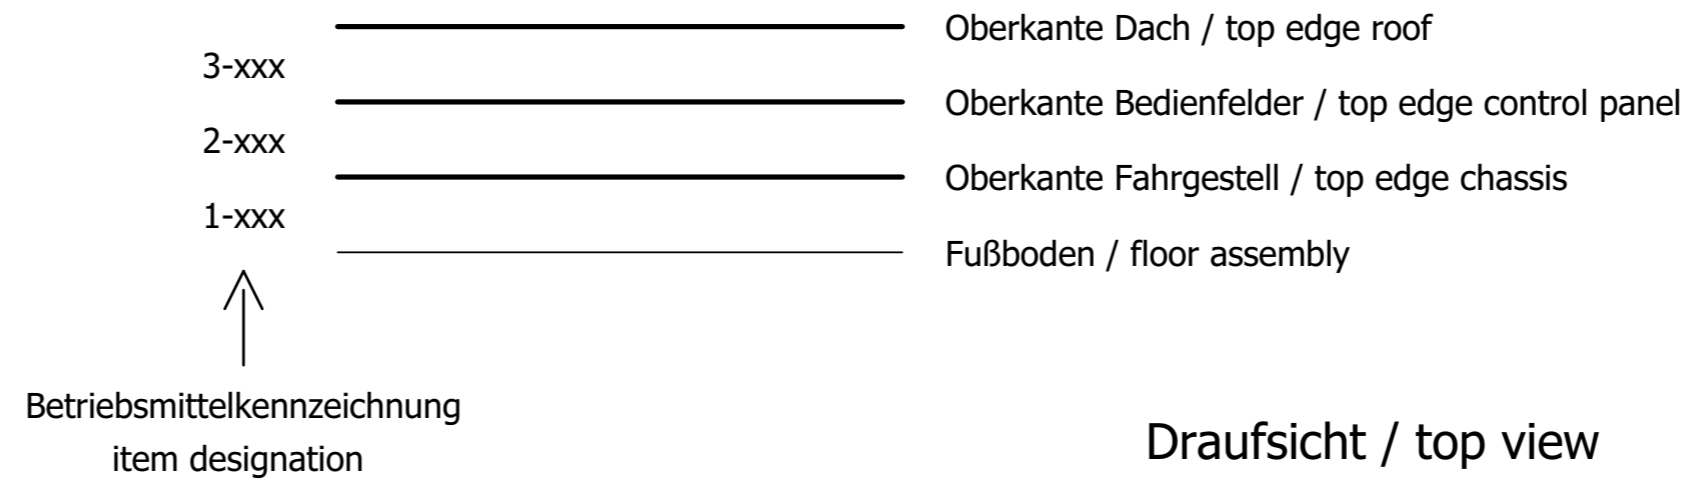 Oberkante Dach / top edge roof
3-xxx
Oberkante Bedienfelder / top edge control panel
2-xxx
Oberkante Fahrgestell / top edge chassis
1-xxx
Fußboden / floor assembly
Betriebsmittelkennzeichnung
item designation
Draufsicht / top view